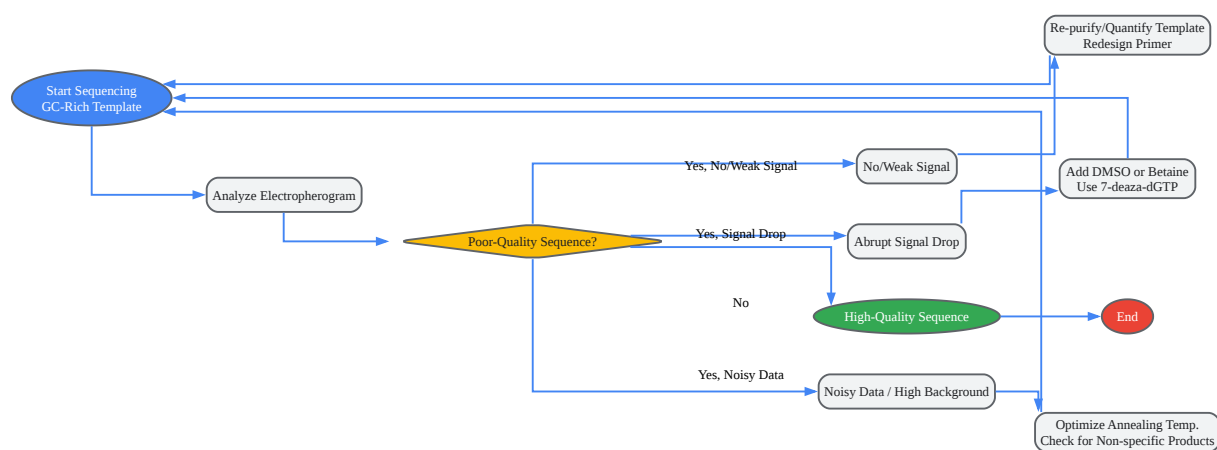 Re-purify/Quantify Template
Redesign Primer
Start Sequencing
GC-Rich Template
Yes, No/Weak Signal
No/Weak Signal
Add DMSO or Betaine
Use 7-deaza-dGTP
Analyze Electropherogram
Poor-Quality Sequence?
Yes, Signal Drop
Abrupt Signal Drop
No
High-Quality Sequence
End
Yes, Noisy Data
Noisy Data / High Background
Optimize Annealing Temp.
Check for Non-specific Products